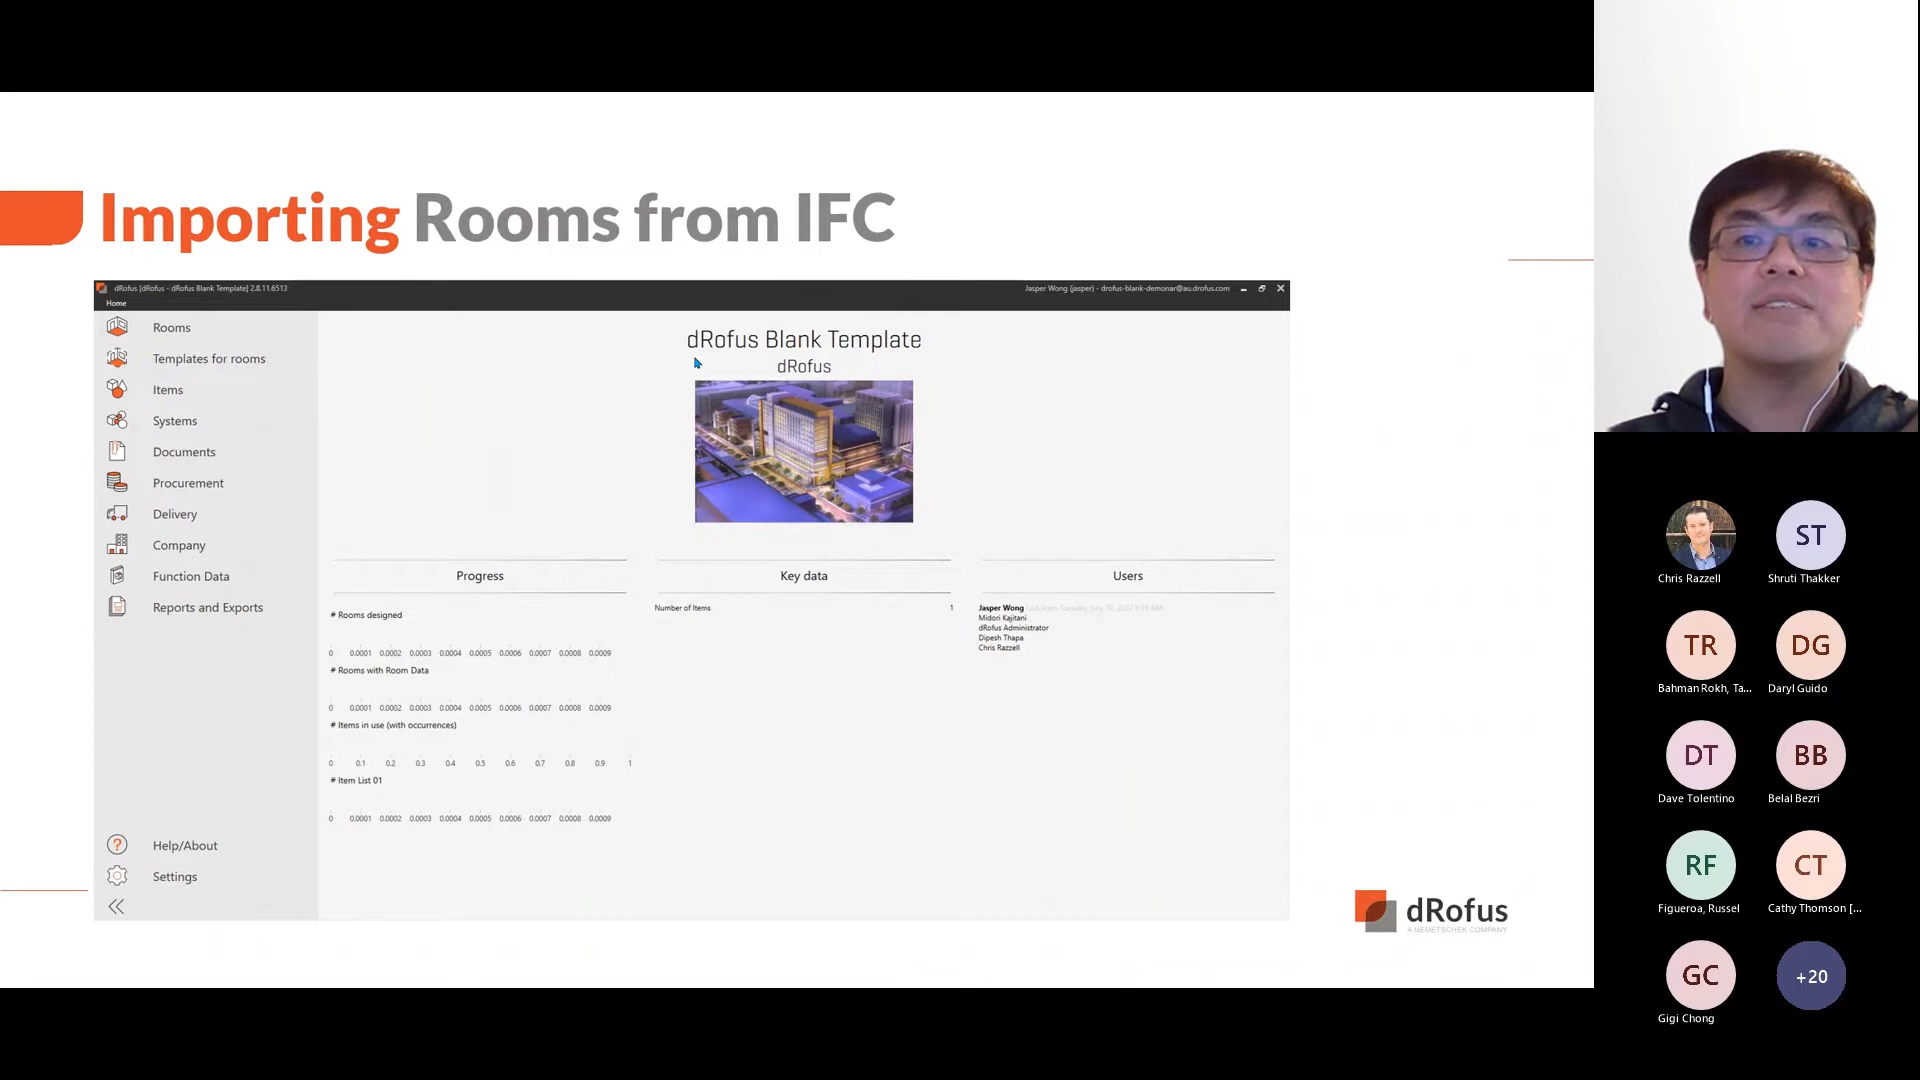 Importing Rooms from IFC
dRofus [dRofus - dRofus Blank Template] 2.8.11.6513
Jasper Wong (jasper) - drofus-blank-demonar@au.drofus.com
Home
Rooms
Templates for rooms
Items
Systems
Documents
Procurement
Delivery
Company
Function Data
Reports and Exports
Help/About
Settings
dRofus Blank Template
dRofus
Progress
# Rooms designed
0 0.0001 0.0002 0.0003 0.0004 0.0005 0.0006 0.0007 0.0008 0.0009
# Rooms with Room Data
0 0.0001 0.0002 0.0003 0.0004 0.0005 0.0006 0.0007 0.0008 0.0009
# Items in use (with occurrences)
0 0.1 0.2 0.3 0.4 0.5 0.6 0.7 0.8 0.9 1
# Item List 01
0 0.0001 0.0002 0.0003 0.0004 0.0005 0.0006 0.0007 0.0008 0.0009
Key data
Number of Items 1
Users
Jasper Wong Last login: Tuesday, July 19, 2022 9:39 AM
Midori Kajitani
dRofus Administrator
Dipesh Thapa
Chris Razzell
dRofus
A NEMETSCHEK COMPANY
Chris Razzell
ST
Shruti Thakker
TR
Bahman Rokh, Ta...
DG
Daryl Guido
DT
Dave Tolentino
BB
Belal Bezri
RF
Figueroa, Russel
CT
Cathy Thomson [...
GC
Gigi Chong
+20